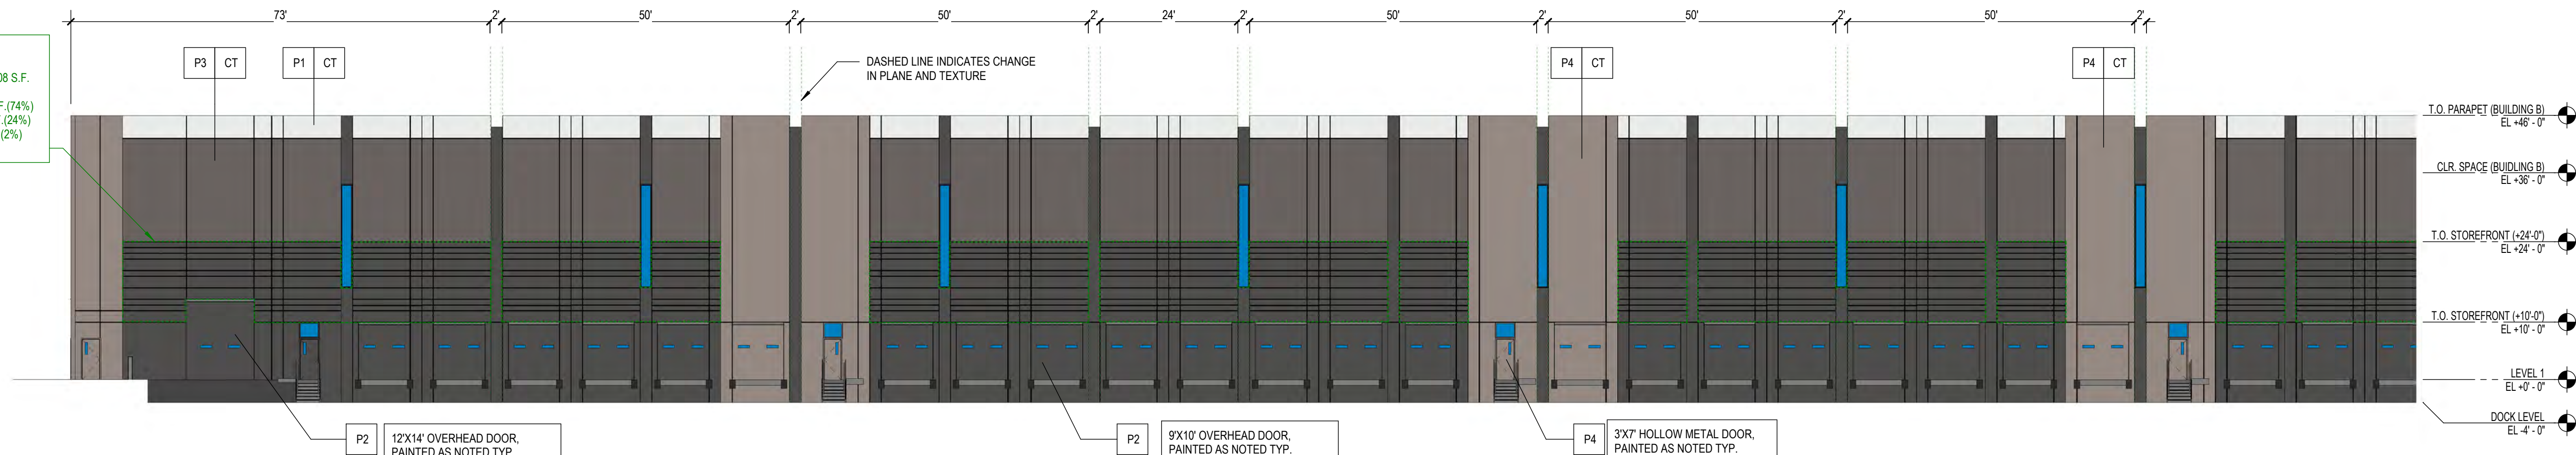 73'
2'
50'
2'
50'
2'
24'
2'
50'
2'
50'
2'
50'
2'
08 S.F.
F.(74%)
T.(24%)
(2%)
P3 CT
P1 CT
DASHED LINE INDICATES CHANGE
IN PLANE AND TEXTURE
P4 CT
P4 CT
T.O. PARAPET (BUILDING B)
EL +46' - 0"
CLR. SPACE (BUIDLING B)
EL +36' - 0"
T.O. STOREFRONT (+24'-0")
EL +24' - 0"
T.O. STOREFRONT (+10'-0")
EL +10' - 0"
LEVEL 1
EL +0' - 0"
DOCK LEVEL
EL -4' - 0"
P2
12'X14' OVERHEAD DOOR,
PAINTED AS NOTED TYP.
P2
9'X10' OVERHEAD DOOR,
PAINTED AS NOTED TYP.
P4
3'X7' HOLLOW METAL DOOR,
PAINTED AS NOTED TYP.